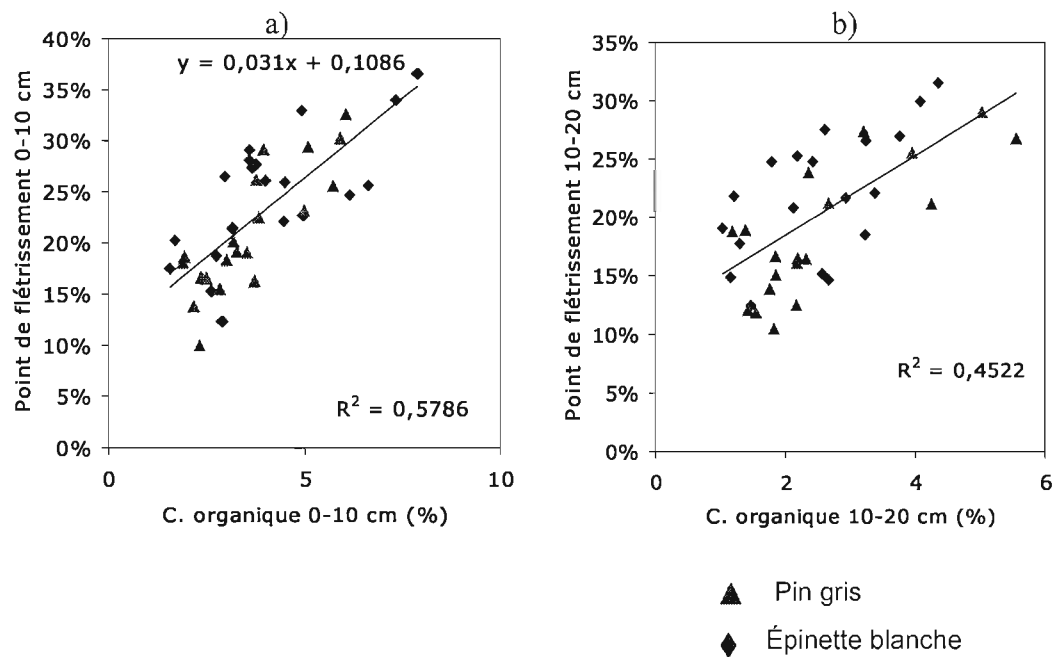 a)
y = 0,031x + 0,1086
R² = 0,5786
40%
35%
30%
25%
20%
15%
10%
5%
0%
Point de flétrissement 0-10 cm
0
5
10
C. organique 0-10 cm (%)
b)
R² = 0,4522
35%
30%
25%
20%
15%
10%
5%
0%
Point de flétrissement 10-20 cm
0
2
4
6
C. organique 10-20 cm (%)
Pin gris
Épinette blanche